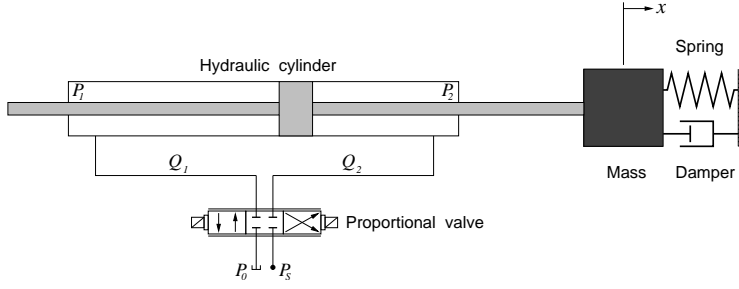 x
Spring
Hydraulic cylinder
P1
P2
Mass
Damper
Q1
Q2
Proportional valve
P0
PS